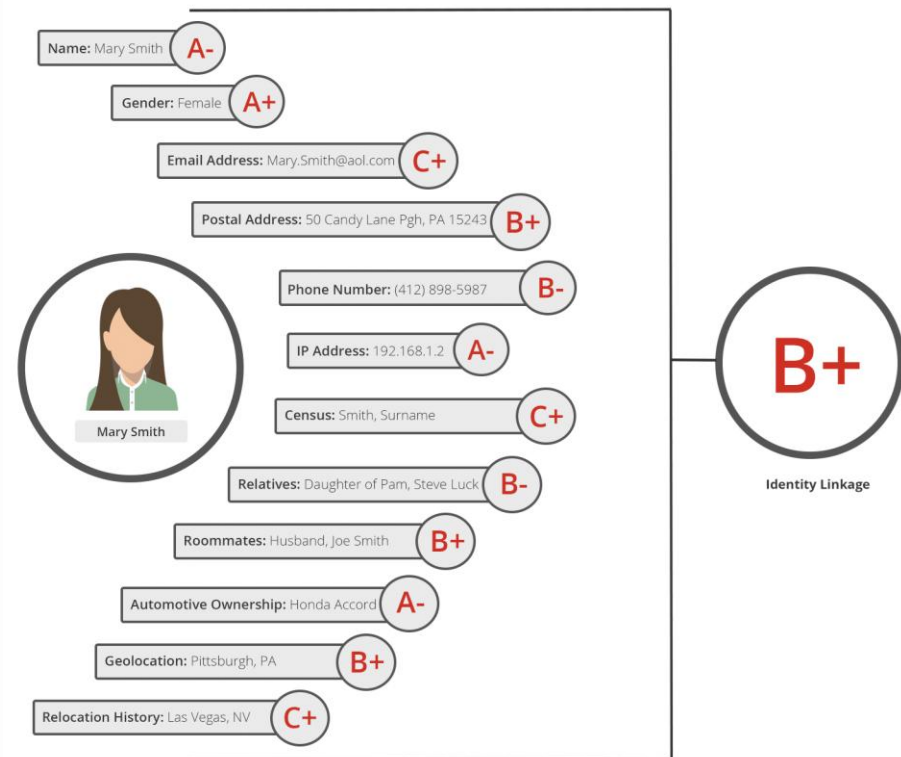 Name: Mary Smith A-
Gender: Female A+
Email Address: Mary.Smith@aol.com C+
Postal Address: 50 Candy Lane Pgh, PA 15243 B+
Phone Number: (412) 898-5987 B-
IP Address: 192.168.1.2 A-
Census: Smith, Surname C+
Relatives: Daughter of Pam, Steve Luck B-
Roommates: Husband, Joe Smith B+
Automotive Ownership: Honda Accord A-
Geolocation: Pittsburgh, PA B+
Relocation History: Las Vegas, NV C+
Mary Smith
B+
Identity Linkage